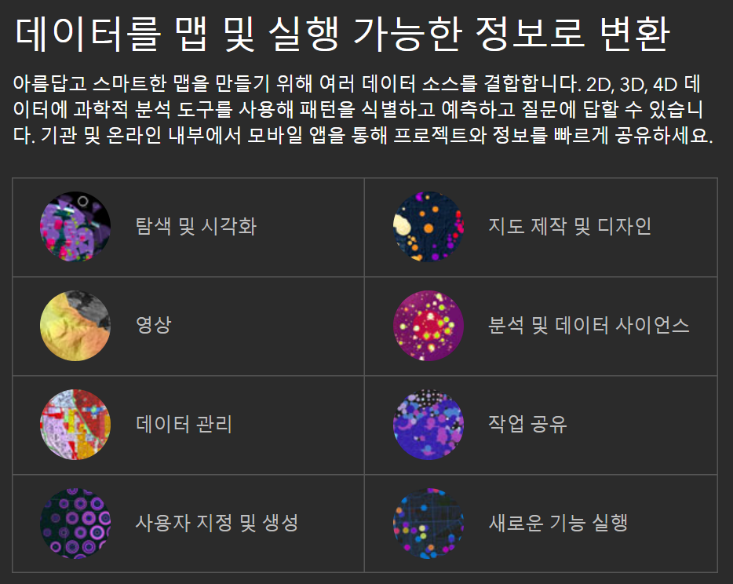 데이터를 맵 및 실행 가능한 정보로 변환
아름답고 스마트한 맵을 만들기 위해 여러 데이터 소스를 결합합니다. 2D, 3D, 4D 데
이터에 과학적 분석 도구를 사용해 패턴을 식별하고 예측하고 질문에 답할 수 있습니
다. 기관 및 온라인 내부에서 모바일 앱을 통해 프로젝트와 정보를 빠르게 공유하세요.
탐색 및 시각화
지도 제작 및 디자인
영상
분석 및 데이터 사이언스
데이터 관리
작업 공유
사용자 지정 및 생성
새로운 기능 실행